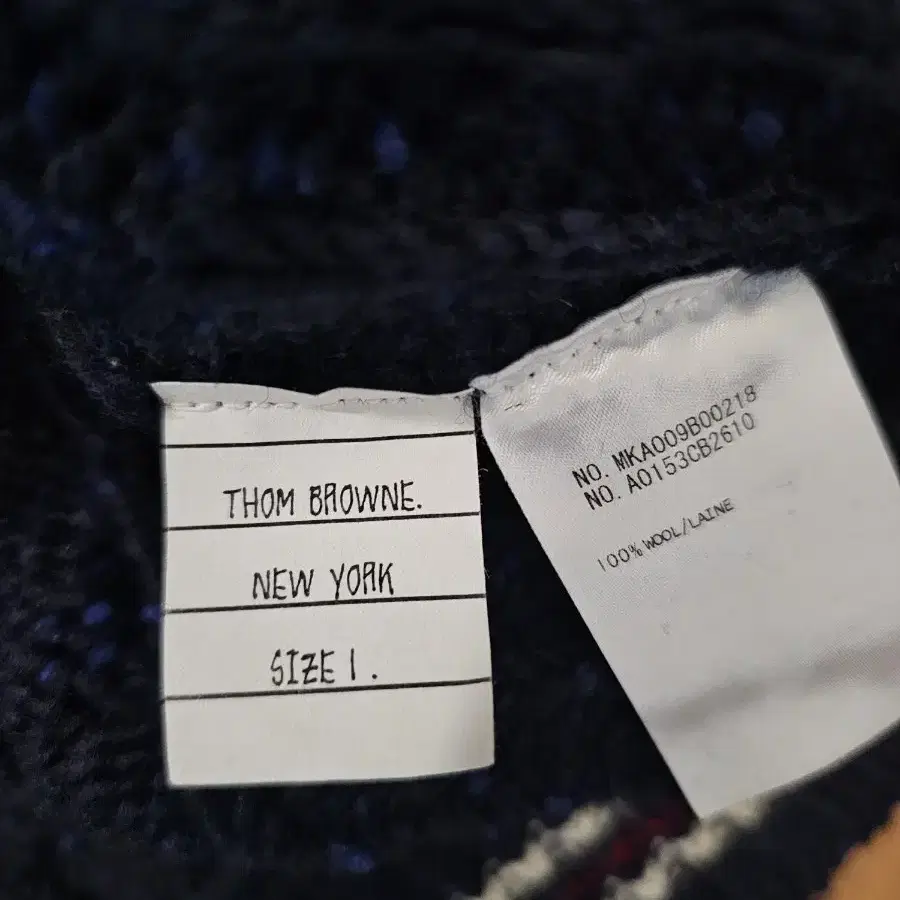 THOM BROWNE.
NEW YORK
SIZE 1.
NO. MKA009B00218
NO. A0153CB2610
100% WOOL/LAINE